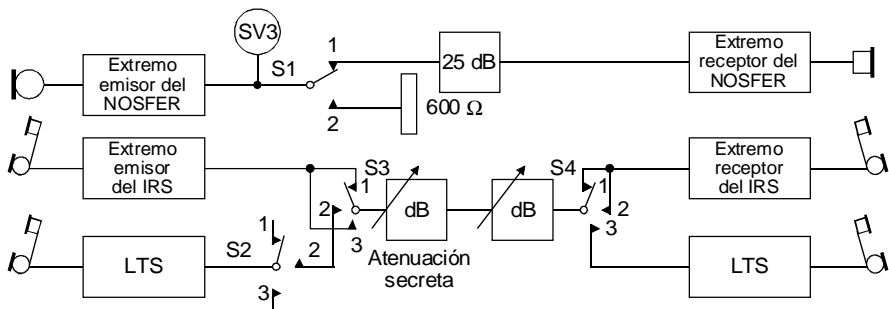 SV3
Extremo
emisor del
NOSFER
S1
1
2
25 dB
600 Ω
Extremo
receptor del
NOSFER
Extremo
emisor
del IRS
S3
1
2
3
dB
dB
Atenuación
secreta
S4
1
2
3
Extremo
receptor
del IRS
LTS
S2
1
2
3
LTS